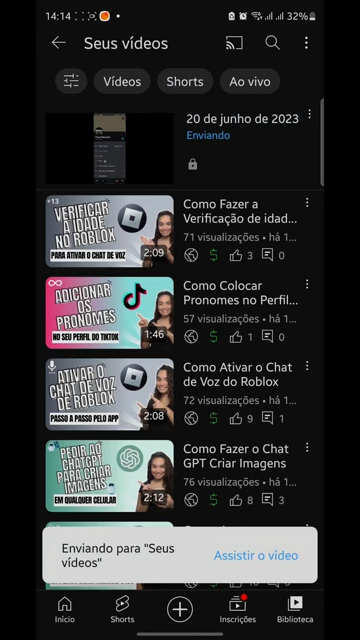 14:14
32%
Seus vídeos
Vídeos
Shorts
Ao vivo
20 de junho de 2023
Enviando
+13
VERIFICAR
A IDADE
NO ROBLOX
PARA ATIVAR O CHAT DE VOZ
2:09
Como Fazer a
Verificação de idad...
71 visualizações • há 1...
3
0
ADICIONAR
OS
PRONOMES
NO SEU PERFIL DO TIKTOK
1:46
Como Colocar
Pronomes no Perfil...
57 visualizações • há 1...
1
0
ATIVAR O
CHAT DE VOZ
DE ROBLOX
PASSO A PASSO PELO APP
2:08
Como Ativar o Chat
de Voz do Roblox
72 visualizações • há 1...
9
1
PEDIR AO
CHATGPT
PARA CRIAR
IMAGENS
EM QUALQUER CELULAR
2:12
Como Fazer o Chat
GPT Criar Imagens
76 visualizações • há 1...
8
3
Enviando para "Seus
vídeos"
Assistir o vídeo
Início
Shorts
Inscrições
Biblioteca